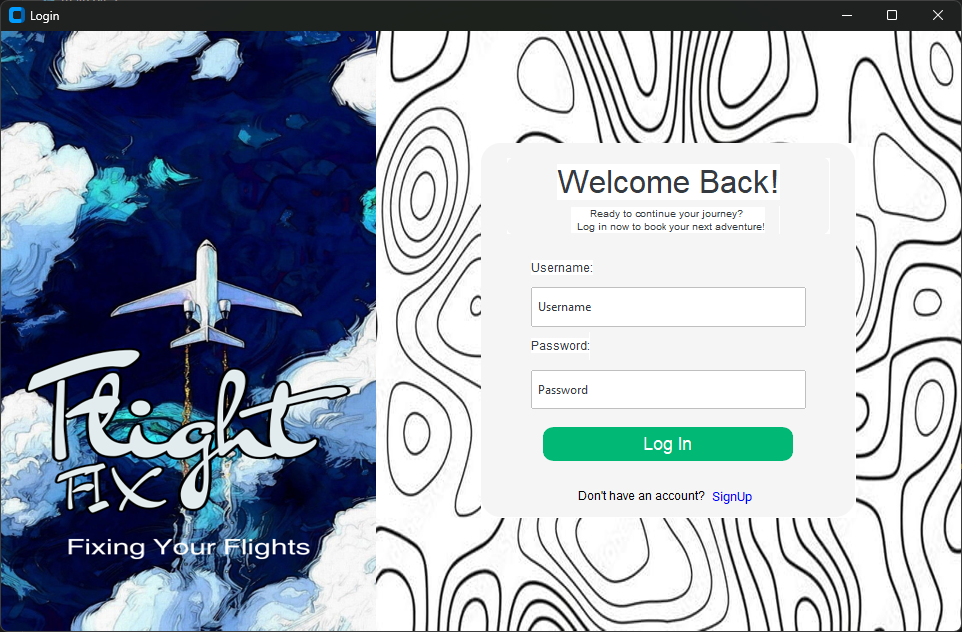 Login
Flight
FIX
Fixing Your Flights
Welcome Back!
Ready to continue your journey?
Log in now to book your next adventure!
Username:
Username
Password:
Password
Log In
Don't have an account? SignUp